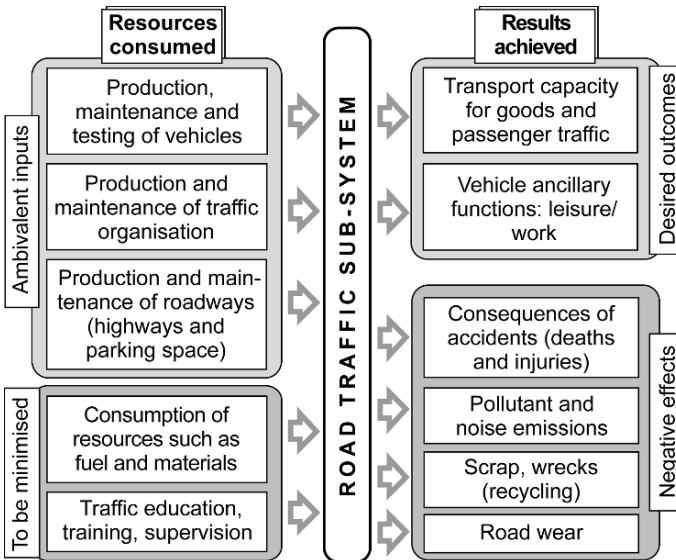 Resources
consumed
Ambivalent inputs
Production,
maintenance and
testing of vehicles
Production and
maintenance of traffic
organisation
Production and main-
tenance of roadways
(highways and
parking space)
To be minimised
Consumption of
resources such as
fuel and materials
Traffic education,
training, supervision
ROAD TRAFFIC SUB-SYSTEM
Results
achieved
Transport capacity
for goods and
passenger traffic
Vehicle ancillary
functions: leisure/
work
Desired outcomes
Consequences of
accidents (deaths
and injuries)
Pollutant and
noise emissions
Scrap, wrecks
(recycling)
Road wear
Negative effects